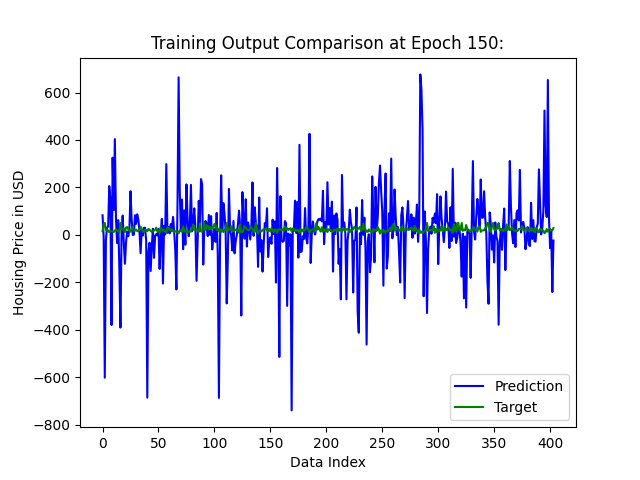 Training Output Comparison at Epoch 150:
Housing Price in USD
600
400
200
0
−200
−400
−600
−800
Prediction
Target
0 50 100 150 200 250 300 350 400
Data Index